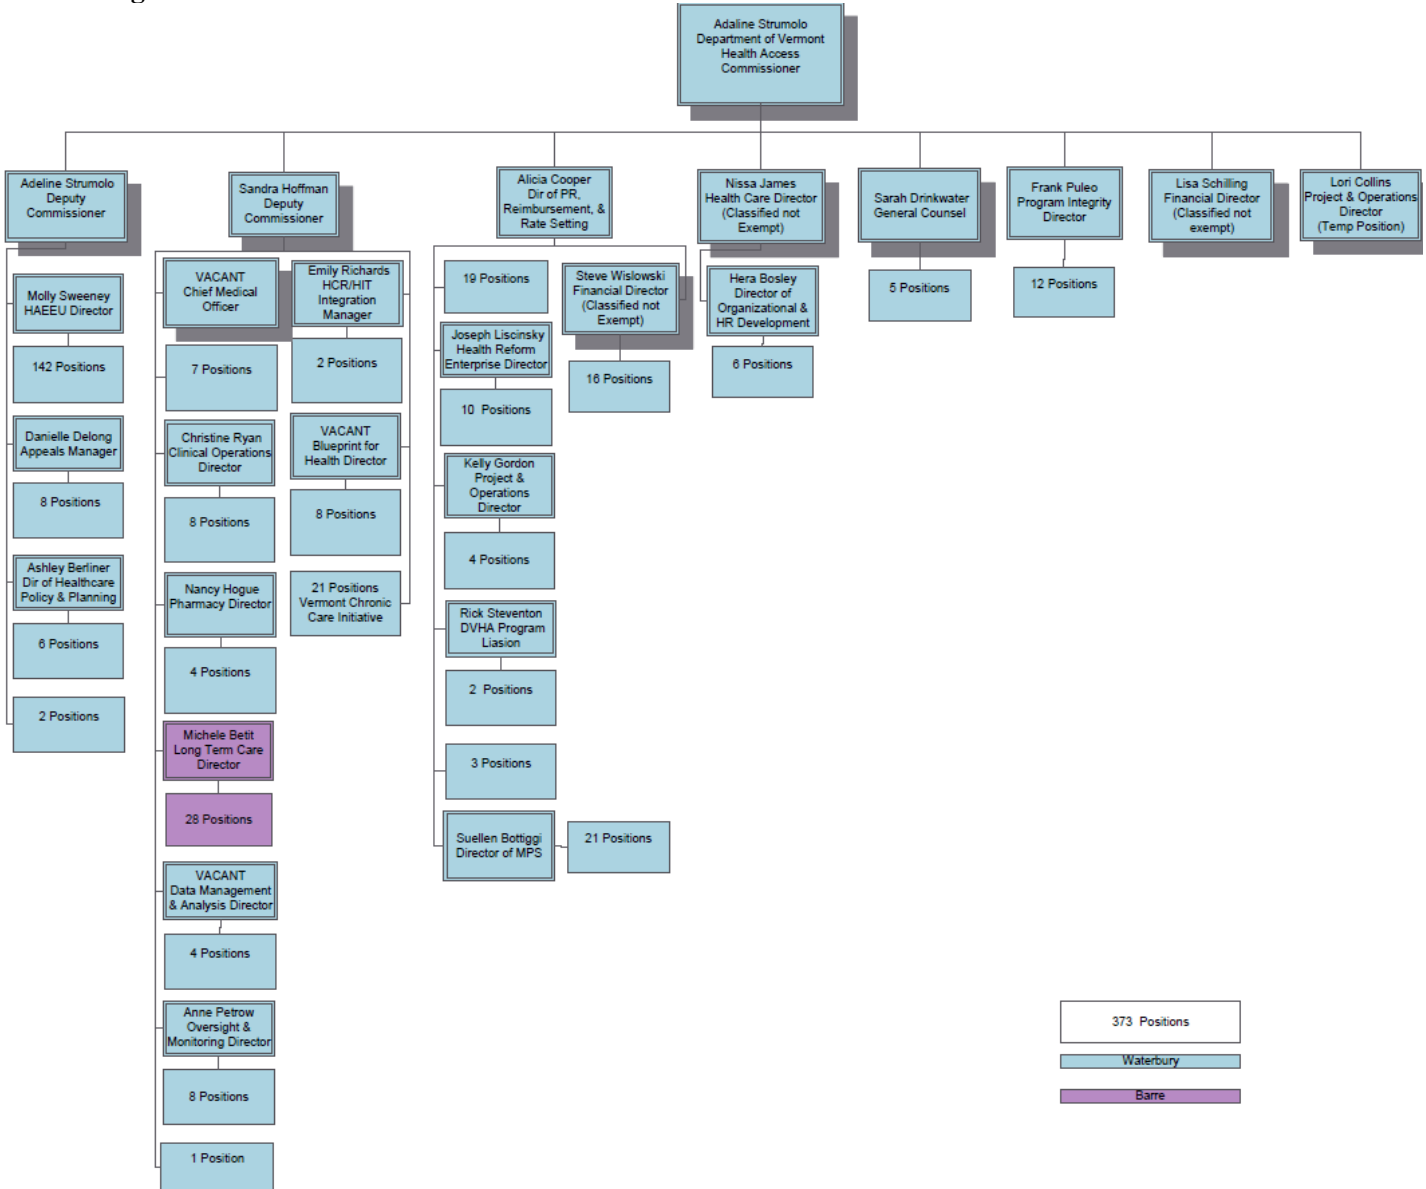 Adaline Strumolo
Department of Vermont
Health Access
Commissioner
Adeline Strumolo
Deputy
Commissioner
Molly Sweeney
HAEEU Director
142 Positions
Danielle Delong
Appeals Manager
8 Positions
Ashley Berliner
Dir of Healthcare
Policy & Planning
6 Positions
2 Positions
Sandra Hoffman
Deputy
Commissioner
VACANT
Chief Medical
Officer
7 Positions
Christine Ryan
Clinical Operations
Director
8 Positions
Nancy Hogue
Pharmacy Director
4 Positions
Michele Betit
Long Term Care
Director
28 Positions
VACANT
Data Management
& Analysis Director
4 Positions
Anne Petrow
Oversight &
Monitoring Director
8 Positions
1 Position
Emily Richards
HCR/HIT
Integration
Manager
2 Positions
VACANT
Blueprint for
Health Director
8 Positions
21 Positions
Vermont Chronic
Care Initiative
Alicia Cooper
Dir of PR,
Reimbursement, &
Rate Setting
19 Positions
Joseph Liscinsky
Health Reform
Enterprise Director
10 Positions
Kelly Gordon
Project &
Operations
Director
4 Positions
Rick Steventon
DVHA Program
Liasion
2 Positions
3 Positions
Suellen Bottiggi
Director of MPS
21 Positions
Steve Wislowski
Financial Director
(Classified not
Exempt)
16 Positions
Nissa James
Health Care Director
(Classified not
Exempt)
Hera Bosley
Director of
Organizational &
HR Development
6 Positions
Sarah Drinkwater
General Counsel
5 Positions
Frank Puleo
Program Integrity
Director
12 Positions
Lisa Schilling
Financial Director
(Classified not
exempt)
Lori Collins
Project & Operations
Director
(Temp Position)
373 Positions
Waterbury
Barre